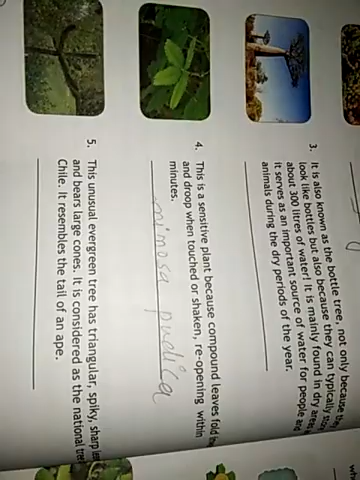 3. It is also known as the bottle tree, not only because they
look like bottles but also because they can typically store
about 300 litres of water! It is mainly found in dry areas
it serves as an important source of water for people and
animals during the dry periods of the year.
4. This is a sensitive plant because compound leaves fold
and droop when touched or shaken, re-opening within
minutes.
mimosa pudica
5. This unusual evergreen tree has triangular, spiky, sharp
and bears large cones. It is considered as the national tree
Chile. It resembles the tail of an ape.